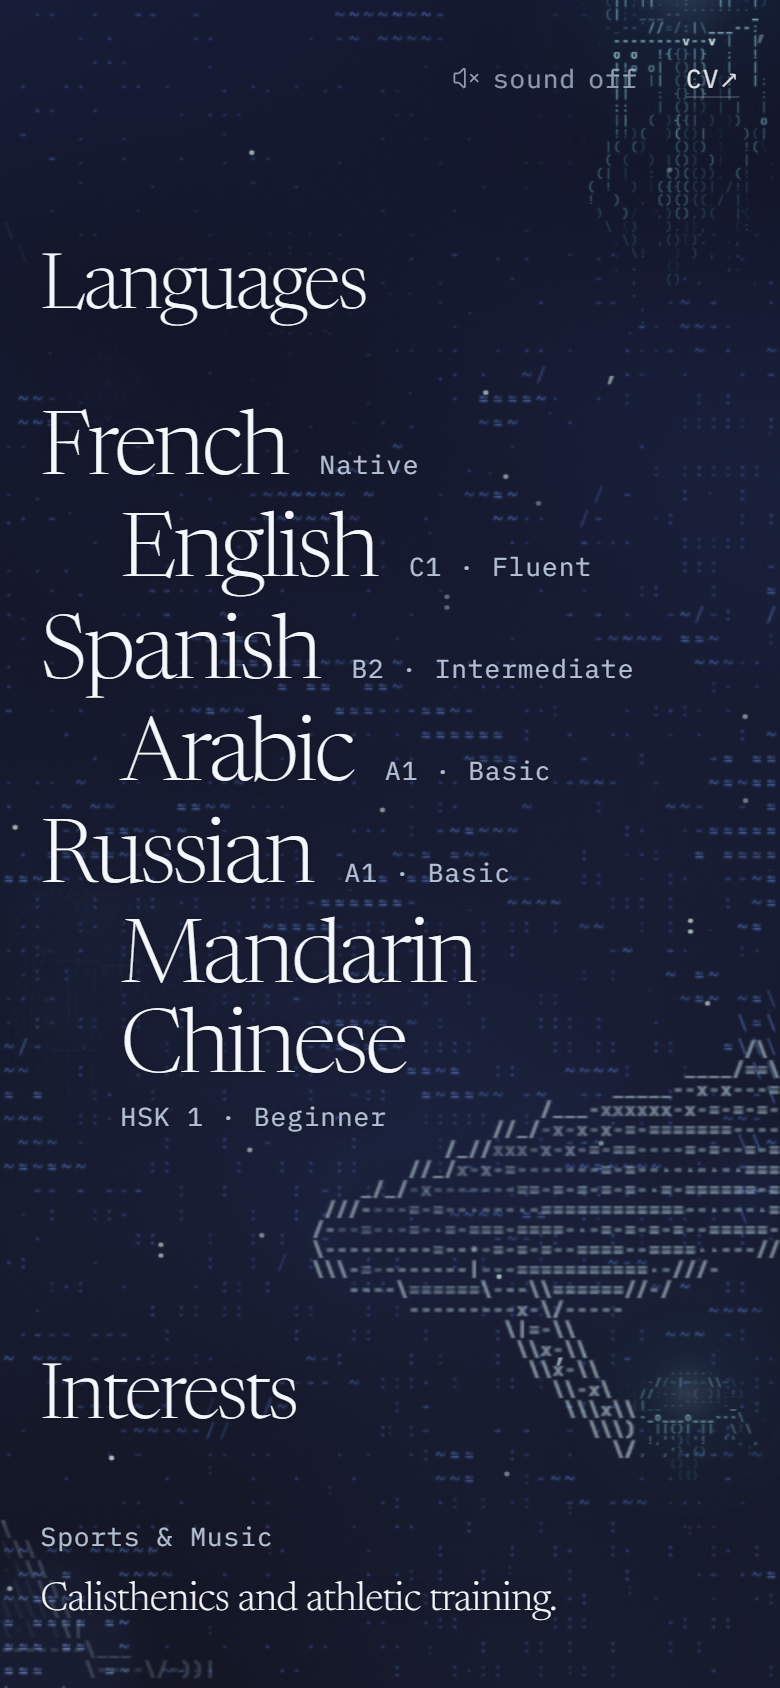 sound off CV↗
Languages
French Native
English C1 · Fluent
Spanish B2 · Intermediate
Arabic A1 · Basic
Russian A1 · Basic
Mandarin
Chinese
HSK 1 · Beginner
Interests
Sports & Music
Calisthenics and athletic training.